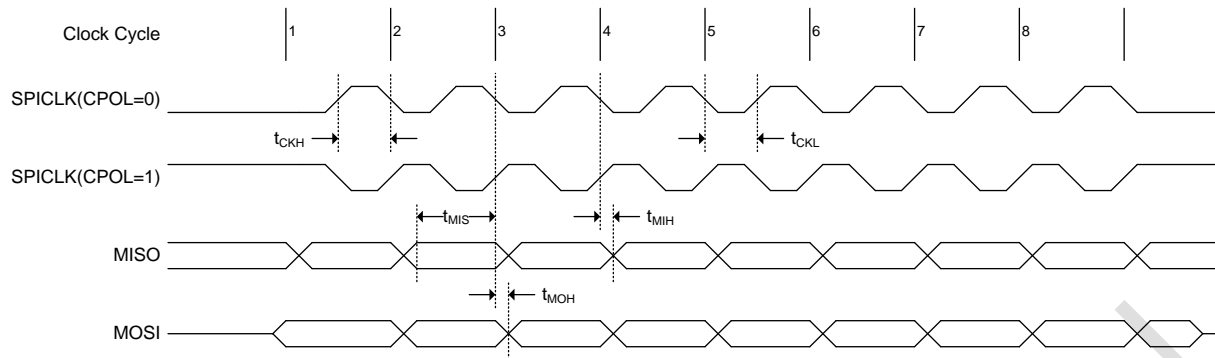 Clock Cycle 1 2 3 4 5 6 7 8
SPICLK(CPOL=0)
tCKH tCKL
SPICLK(CPOL=1)
tMIS tMIH
MISO
tMOH
MOSI